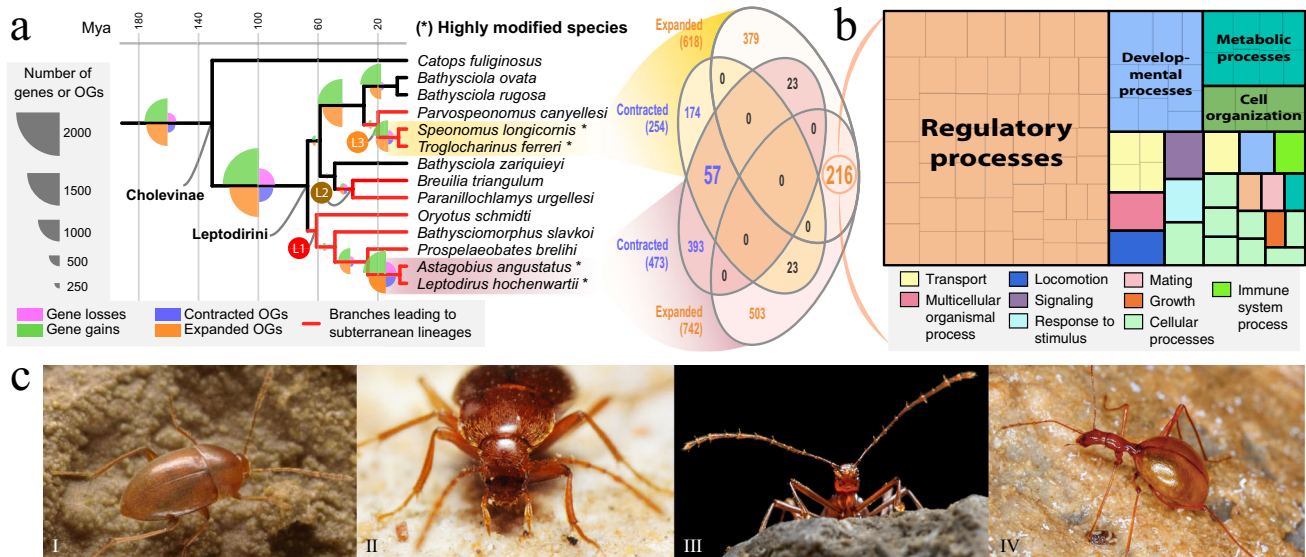 a
Mya
180
140
100
60
20
(*) Highly modified species
Number of
genes or OGs
2000
1500
1000
500
250
Catops fuliginosus
Bathysciola ovata
Bathysciola rugosa
Parvospeonomus canyellesi
Speonomus longicornis *
Troglocharinus ferreri *
Bathysciola zariquieyi
Breuilia triangulum
Paranillochlamys urgellesi
Oryotus schmidti
Bathysciomorphus slavkoi
Prospelaeobates brelihi
Astagobius angustatus *
Leptodirus hochenwartii *
Cholevinae
Leptodirini
L3
L2
L1
Gene losses
Gene gains
Contracted OGs
Expanded OGs
Branches leading to
subterranean lineages
Expanded
(618)
Contracted
(254)
Contracted
(473)
Expanded
(742)
379
0
23
174
0
0
57
0
216
393
0
0
0
23
503
b
Regulatory
processes
Develop-
mental
processes
Metabolic
processes
Cell
organization
Transport
Multicellular
organismal
process
Locomotion
Signaling
Response to
stimulus
Mating
Growth
Cellular
processes
Immune
system
process
c
I
II
III
IV